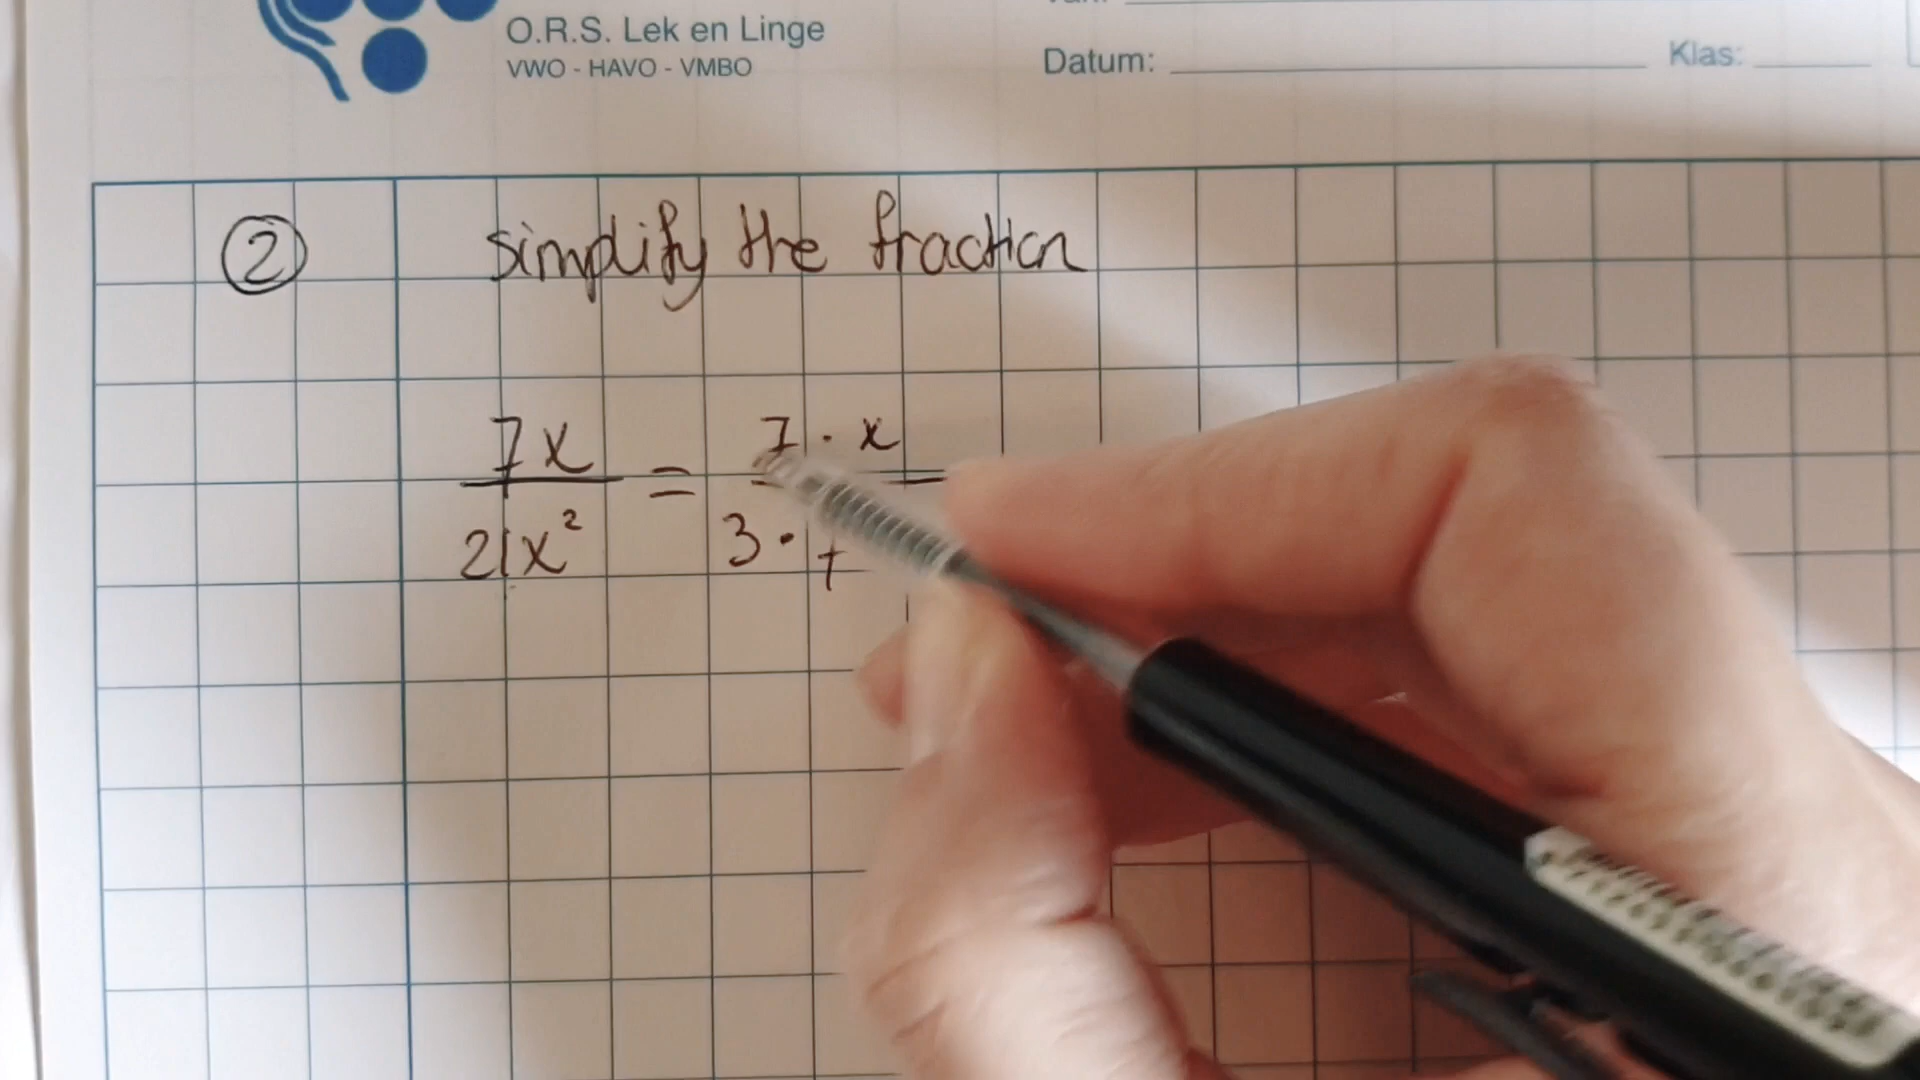 O.R.S. Lek en Linge
VWO - HAVO - VMBO
Datum: Klas:
② simplify the fraction
7x / 21x² = 7 · x / 3 · 7